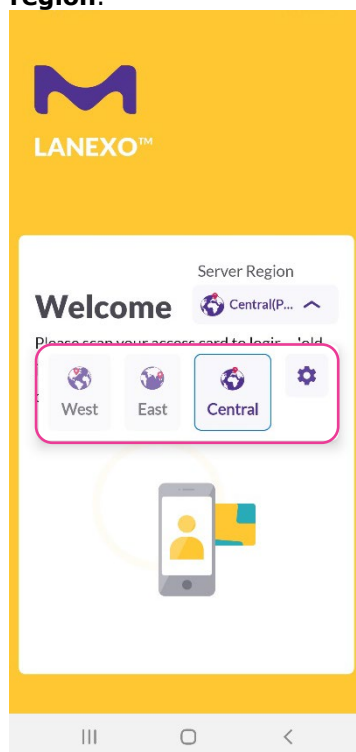 region.
LANEXO™
Server Region
Welcome
Central(P...
Please scan your access card to login
West
East
Central